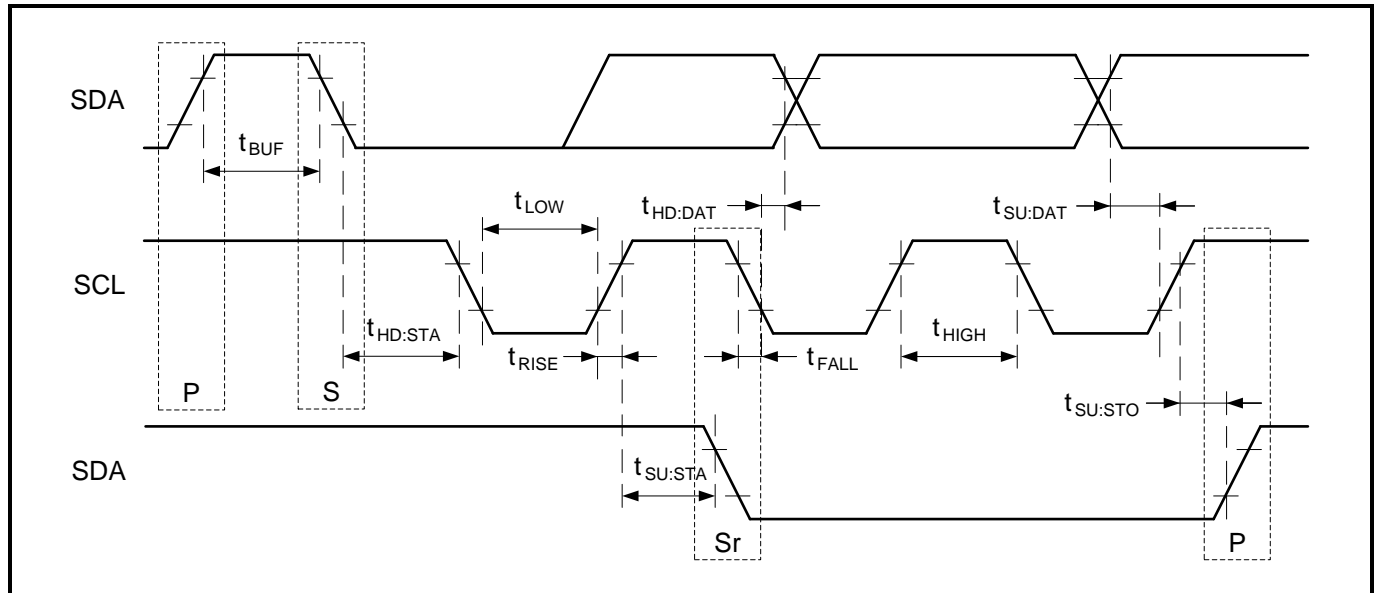 SDA
tBUF
tLOW
tHD:DAT
tSU:DAT
SCL
tHD:STA
tRISE
tFALL
tHIGH
P
S
tSU:STO
SDA
tSU:STA
Sr
P